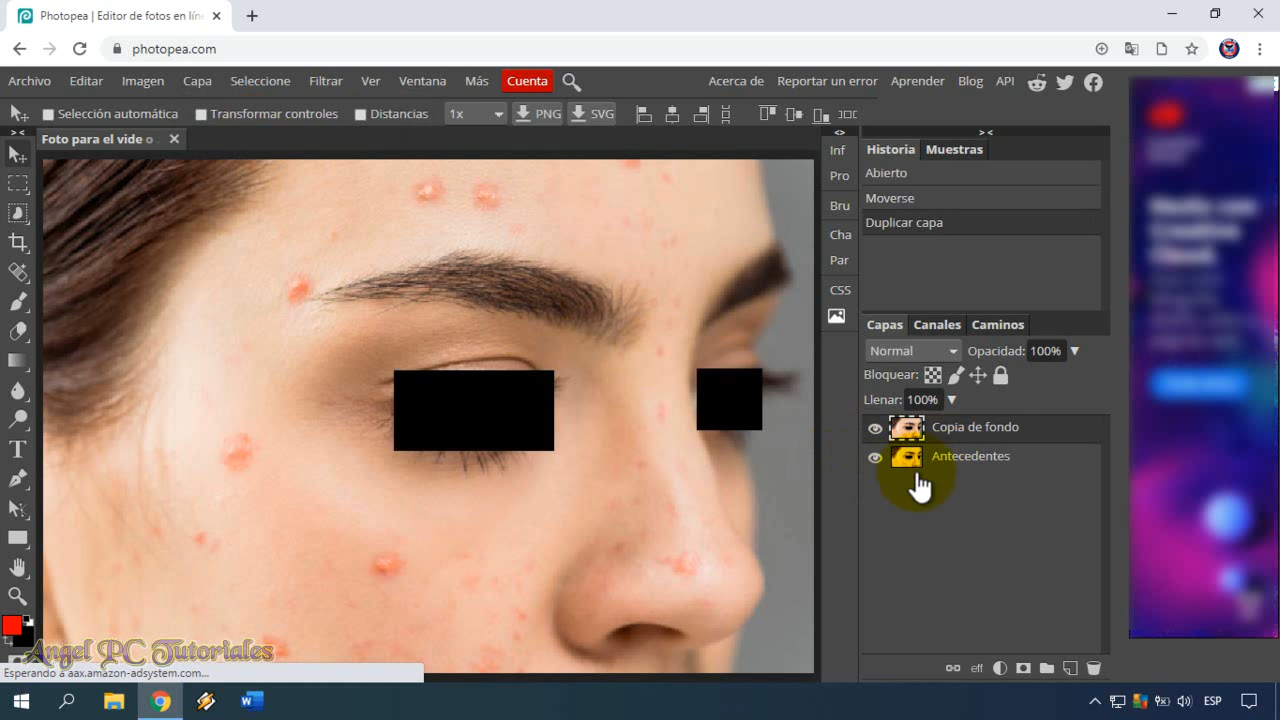 Photopea | Editor de fotos en líne
photopea.com
Archivo Editar Imagen Capa Seleccione Filtrar Ver Ventana Más Cuenta Acerca de Reportar un error Aprender Blog API
Selección automática Transformar controles Distancias 1x PNG SVG
Foto para el vide o
Inf
Pro
Bru
Cha
Par
CSS
Historia Muestras
Abierto
Moverse
Duplicar capa
Capas Canales Caminos
Normal Opacidad: 100%
Bloquear:
Llenar: 100%
Copia de fondo
Antecedentes
eff
Angel PC Tutoriales
Esperando a aax.amazon-adsystem.com...
ESP